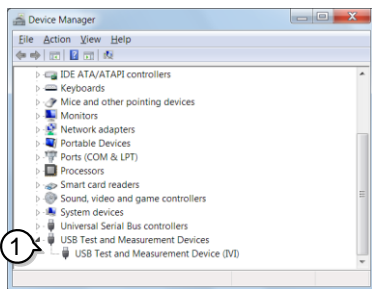 Device Manager
File Action View Help
IDE ATA/ATAPI controllers
Keyboards
Mice and other pointing devices
Monitors
Network adapters
Portable Devices
Ports (COM & LPT)
Processors
Smart card readers
Sound, video and game controllers
System devices
Universal Serial Bus controllers
1 USB Test and Measurement Devices
USB Test and Measurement Device (IVI)